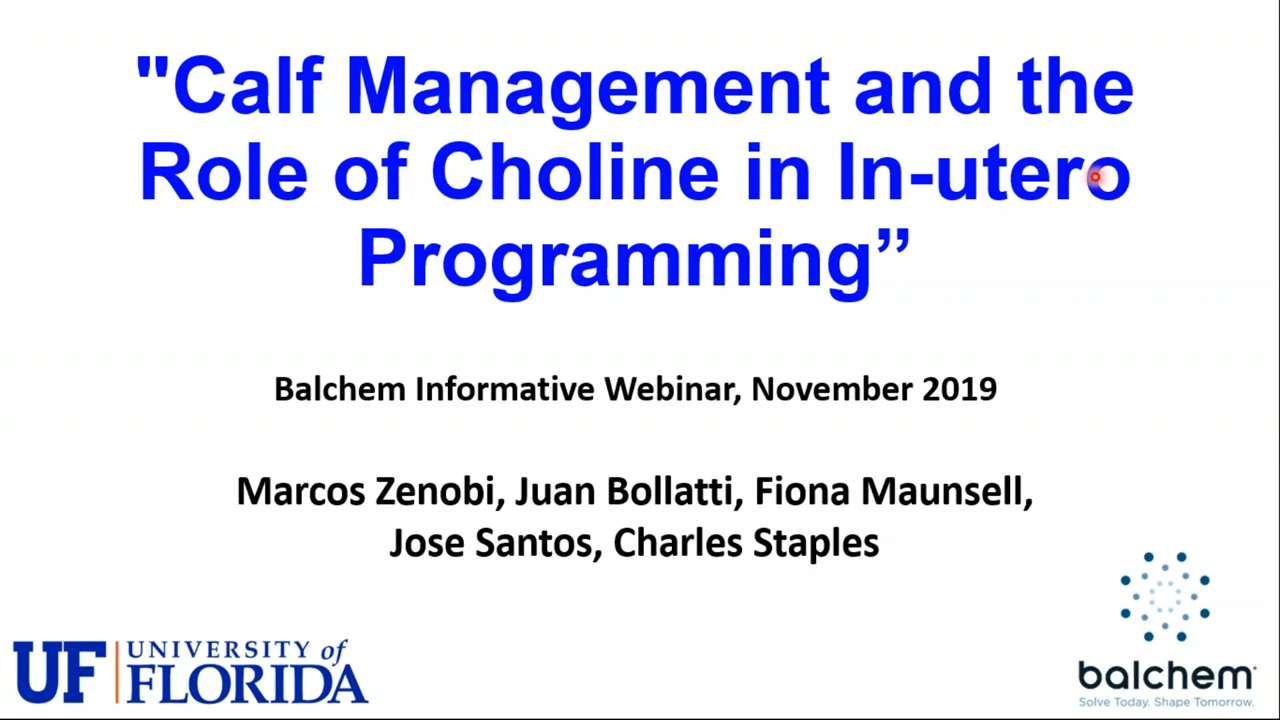 "Calf Management and the
Role of Choline in In-utero
Programming”
Balchem Informative Webinar, November 2019
Marcos Zenobi, Juan Bollatti, Fiona Maunsell,
Jose Santos, Charles Staples
UF UNIVERSITY of
FLORIDA
balchem
Solve Today. Shape Tomorrow.